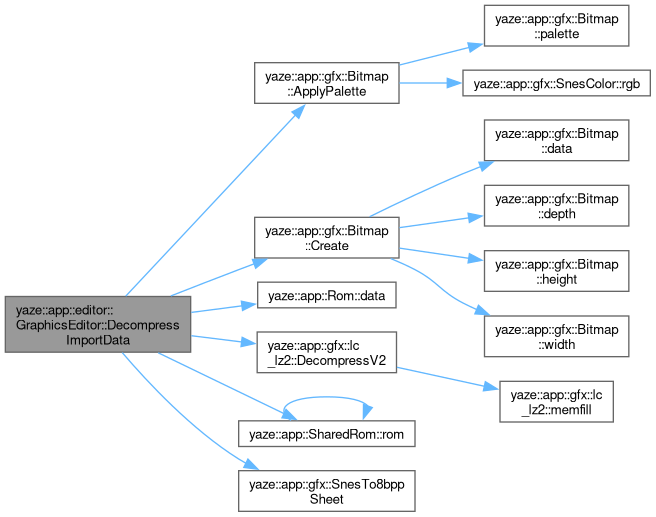 yaze::app::gfx::Bitmap
::palette
yaze::app::gfx::Bitmap
::ApplyPalette
yaze::app::gfx::SnesColor::rgb
yaze::app::gfx::Bitmap
::data
yaze::app::gfx::Bitmap
::depth
yaze::app::gfx::Bitmap
::Create
yaze::app::gfx::Bitmap
::height
yaze::app::Rom::data
yaze::app::editor::
GraphicsEditor::Decompress
ImportData
yaze::app::gfx::Bitmap
::width
yaze::app::gfx::lc
_lz2::DecompressV2
yaze::app::gfx::lc
_lz2::memfill
yaze::app::SharedRom::rom
yaze::app::gfx::SnesTo8bpp
Sheet